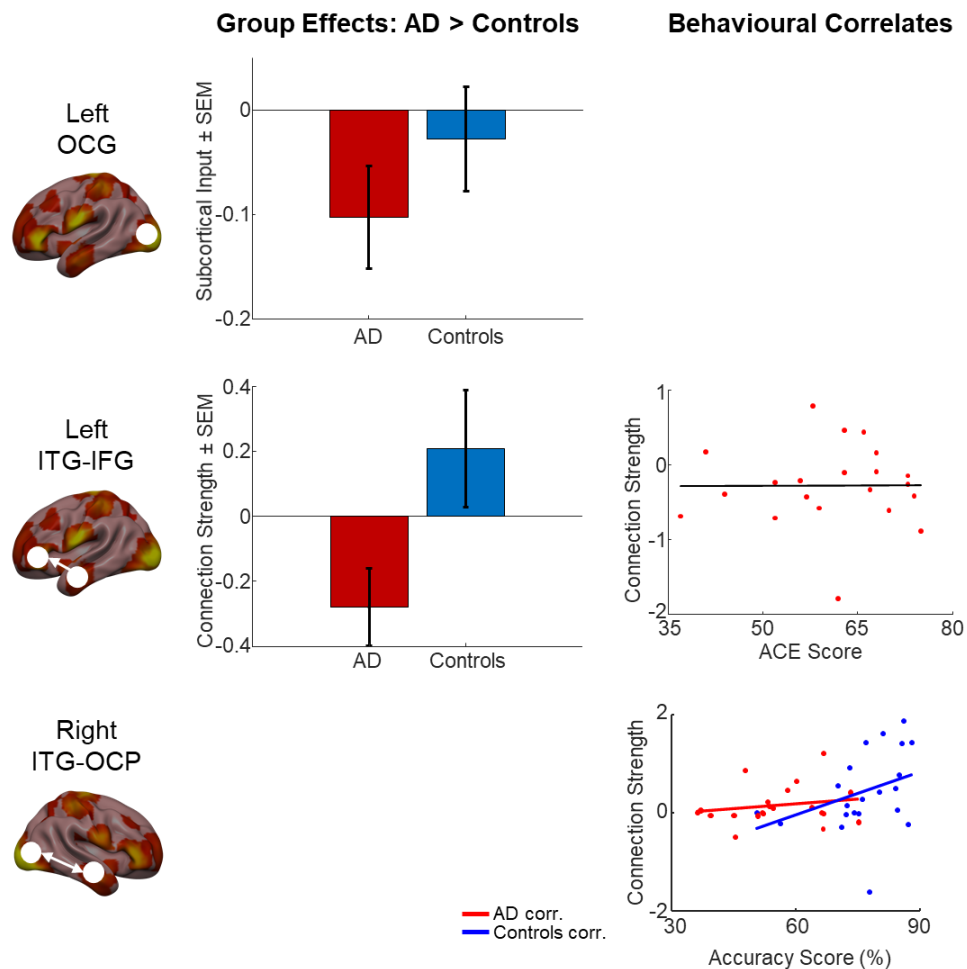 Group Effects: AD > Controls
Behavioural Correlates
Left
OCG
Subcortical Input ± SEM
0
-0.1
-0.2
AD
Controls
Left
ITG-IFG
Connection Strength ± SEM
0.4
0.2
0
-0.2
-0.4
AD
Controls
Connection Strength
1
0
-1
-2
35
50
65
80
ACE Score
Right
ITG-OCP
Connection Strength
2
0
-2
30
60
90
Accuracy Score (%)
AD corr.
Controls corr.